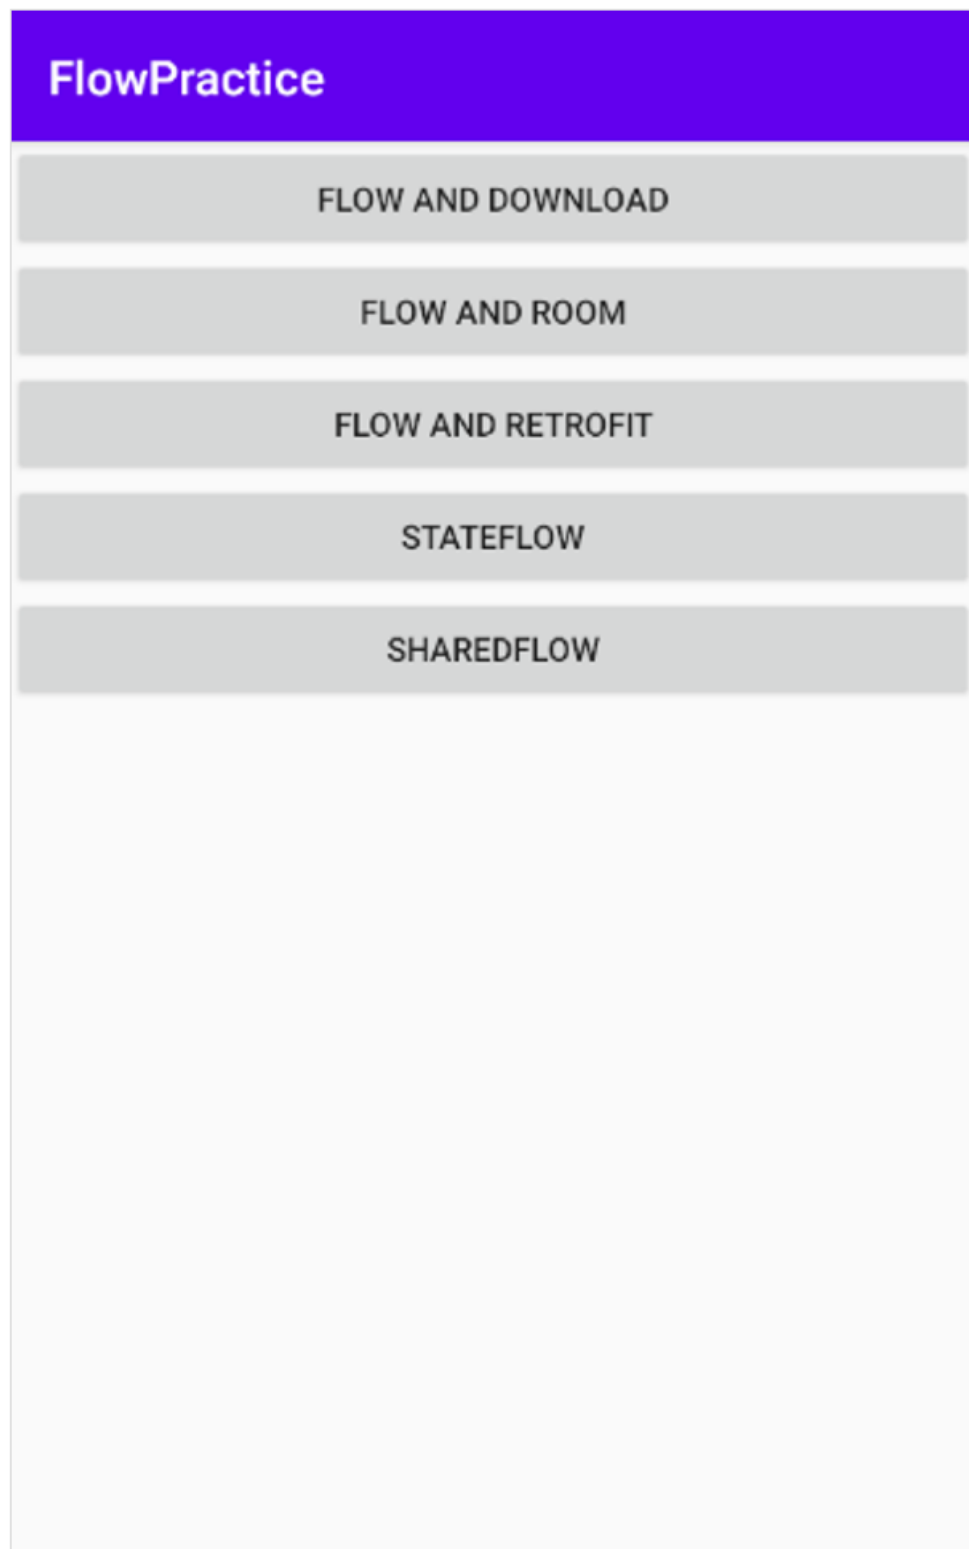 FlowPractice
FLOW AND DOWNLOAD
FLOW AND ROOM
FLOW AND RETROFIT
STATEFLOW
SHAREDFLOW